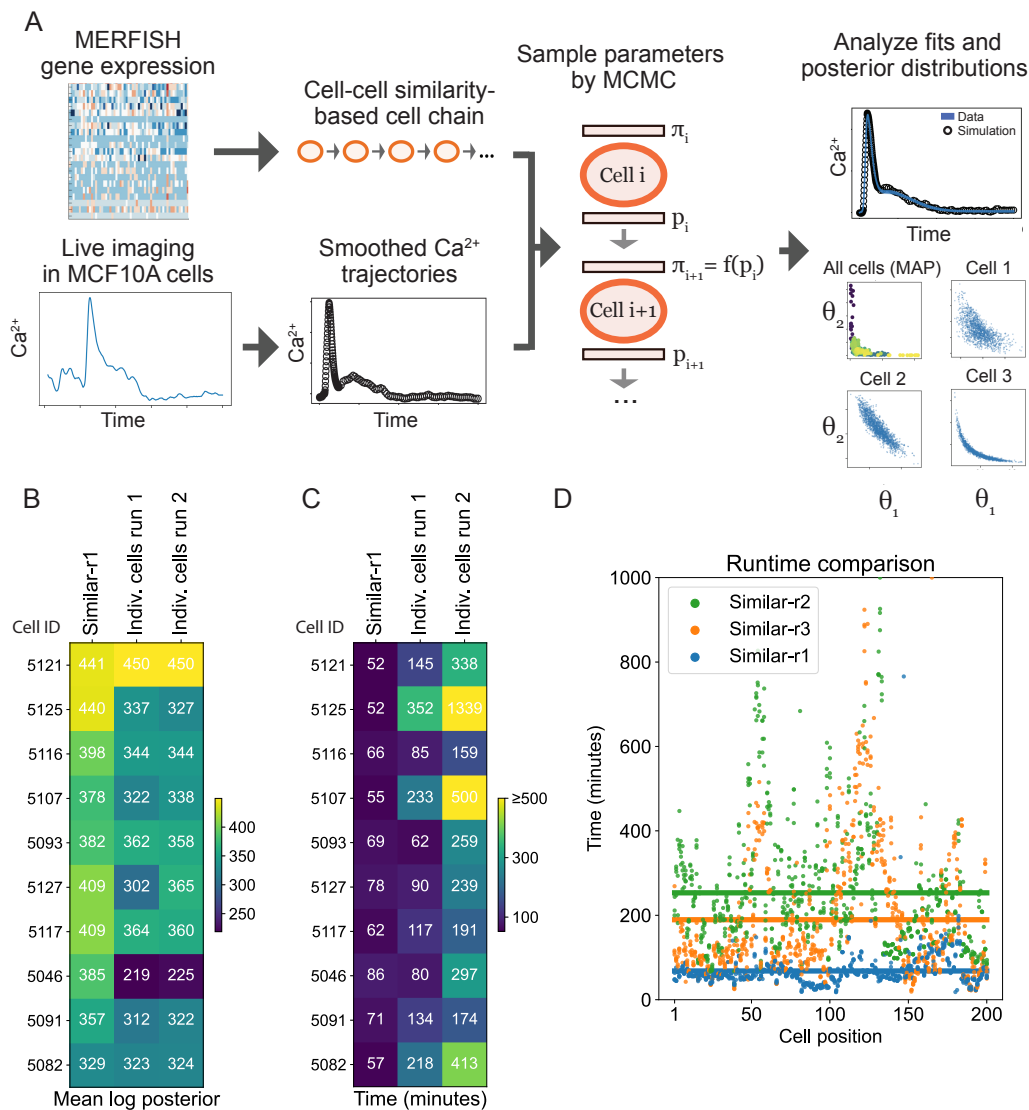 A
MERFISH
gene expression
Cell-cell similarity-
based cell chain
...
Live imaging
in MCF10A cells
Ca²⁺
Time
Smoothed Ca²⁺
trajectories
Ca²⁺
Time
Sample parameters
by MCMC
πᵢ
Cell i
pᵢ
πᵢ₊₁= f(pᵢ)
Cell i+1
pᵢ₊₁
...
Analyze fits and
posterior distributions
Data
Simulation
Ca²⁺
Time
All cells (MAP)
Cell 1
θ₂
Cell 2
Cell 3
θ₂
θ₁
θ₁
B
Similar-r1
Indiv. cells run 1
Indiv. cells run 2
Cell ID
5121 441 450 450
5125 440 337 327
5116 398 344 344
5107 378 322 338
5093 382 362 358
5127 409 302 365
5117 409 364 360
5046 385 219 225
5091 357 312 322
5082 329 323 324
Mean log posterior
400
350
300
250
C
Similar-r1
Indiv. cells run 1
Indiv. cells run 2
Cell ID
5121 52 145 338
5125 52 352 1339
5116 66 85 159
5107 55 233 500
5093 69 62 259
5127 78 90 239
5117 62 117 191
5046 86 80 297
5091 71 134 174
5082 57 218 413
Time (minutes)
≥500
300
100
D
Runtime comparison
Similar-r2
Similar-r3
Similar-r1
Time (minutes)
1000
800
600
400
200
0
1 50 100 150 200
Cell position